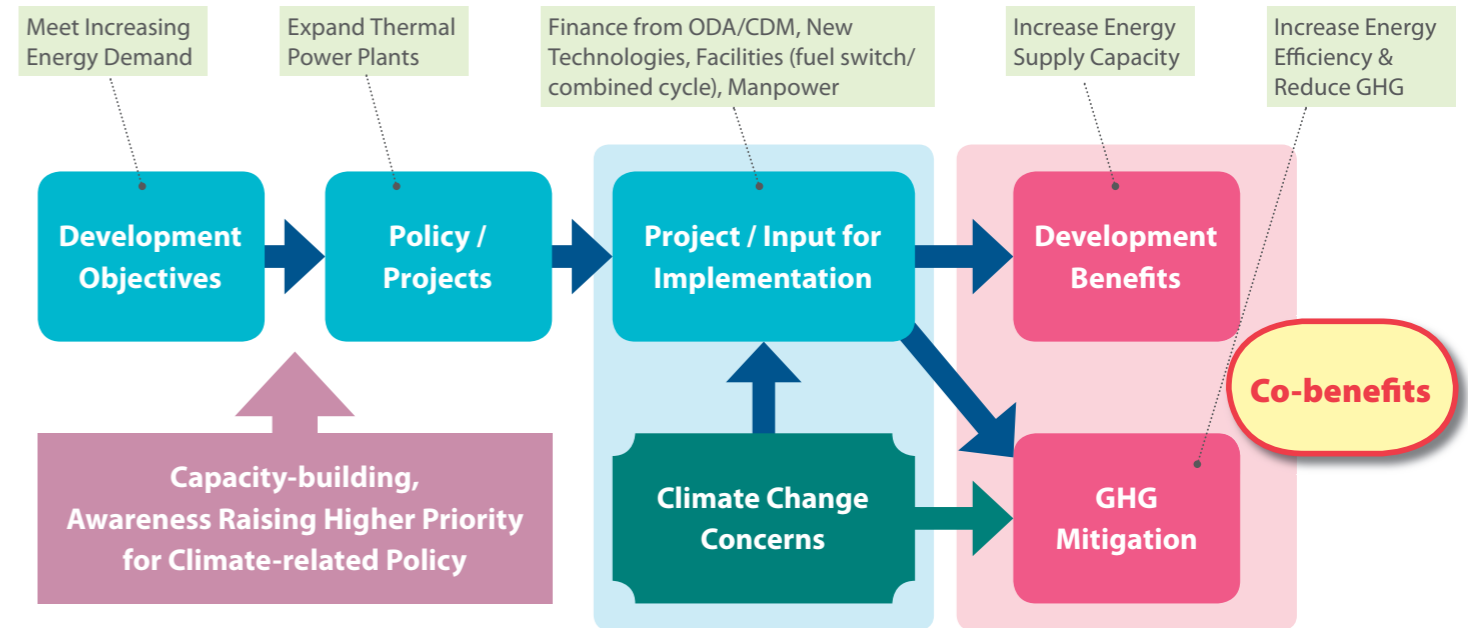 Meet Increasing
Energy Demand
Expand Thermal
Power Plants
Finance from ODA/CDM, New
Technologies, Facilities (fuel switch/
combined cycle), Manpower
Increase Energy
Supply Capacity
Increase Energy
Efficiency &
Reduce GHG
Development
Objectives
Policy /
Projects
Project / Input for
Implementation
Development
Benefits
Co-benefits
Capacity-building,
Awareness Raising Higher Priority
for Climate-related Policy
Climate Change
Concerns
GHG
Mitigation